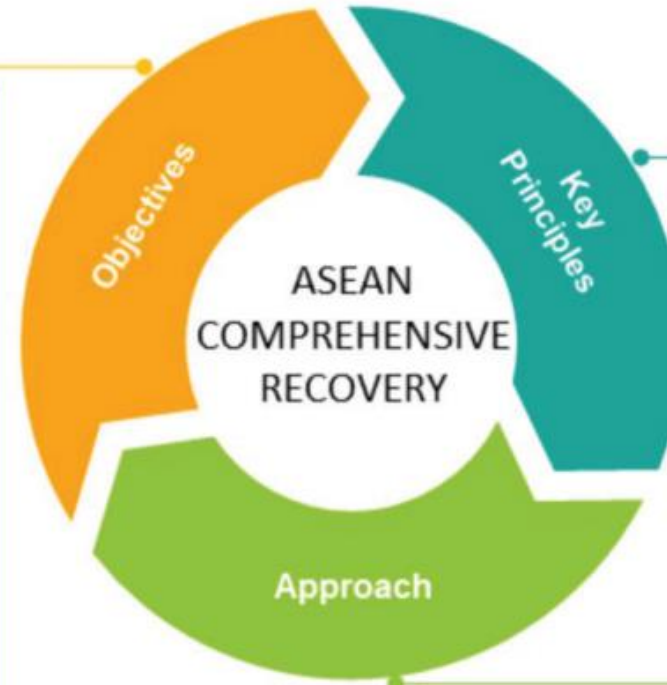 Objectives
Key
Principles
ASEAN
COMPREHENSIVE
RECOVERY
Approach